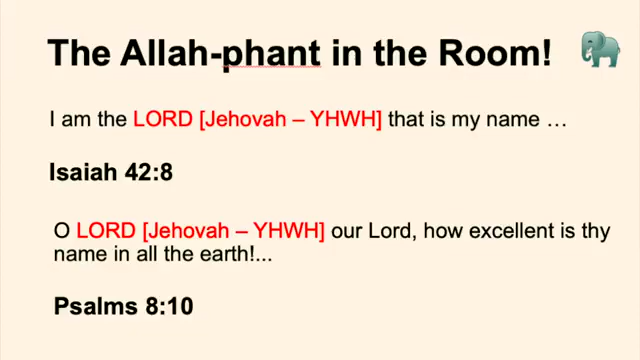 The Allah-phant in the Room!
I am the LORD [Jehovah – YHWH] that is my name …
Isaiah 42:8
O LORD [Jehovah – YHWH] our Lord, how excellent is thy
name in all the earth!...
Psalms 8:10